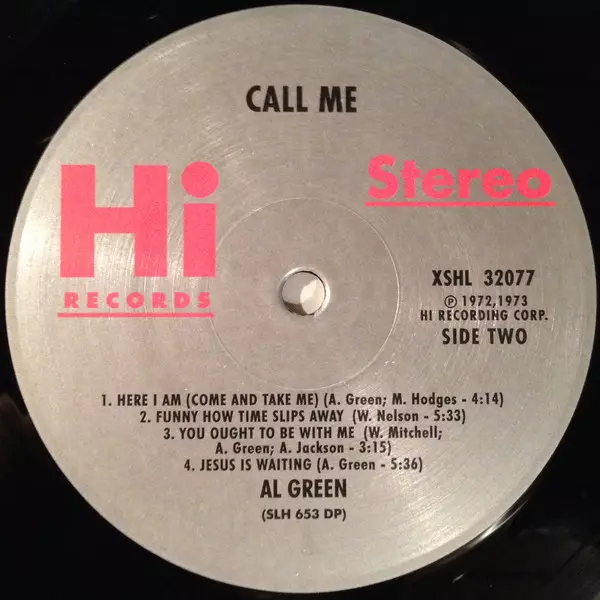 CALL ME
Hi
RECORDS
Stereo
XSHL 32077
℗ 1972,1973
HI RECORDING CORP.
SIDE TWO
1. HERE I AM (COME AND TAKE ME) (A. Green; M. Hodges - 4:14)
2. FUNNY HOW TIME SLIPS AWAY (W. Nelson - 5:33)
3. YOU OUGHT TO BE WITH ME (W. Mitchell;
A. Green; A. Jackson - 3:15)
4. JESUS IS WAITING (A. Green - 5:36)
AL GREEN
(SLH 653 DP)